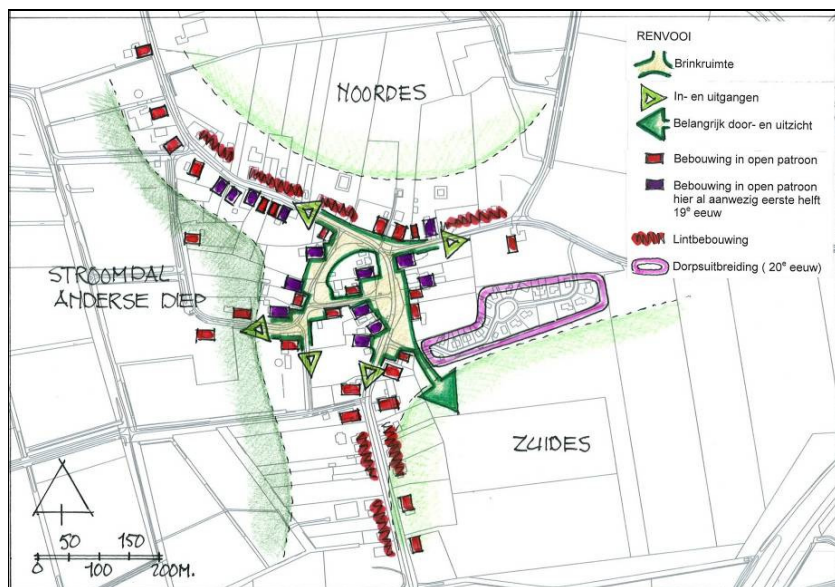 NOORDES
STROOMDAL
ANDERSE DIEP
ZUIDES
50 150
0 100 200M.
RENVOOI
Brinkruimte
In- en uitgangen
Belangrijk door- en uitzicht
Bebouwing in open patroon
Bebouwing in open patroon
hier al aanwezig eerste helft
19e eeuw
Lintbebouwing
Dorpsuitbreiding ( 20e eeuw)